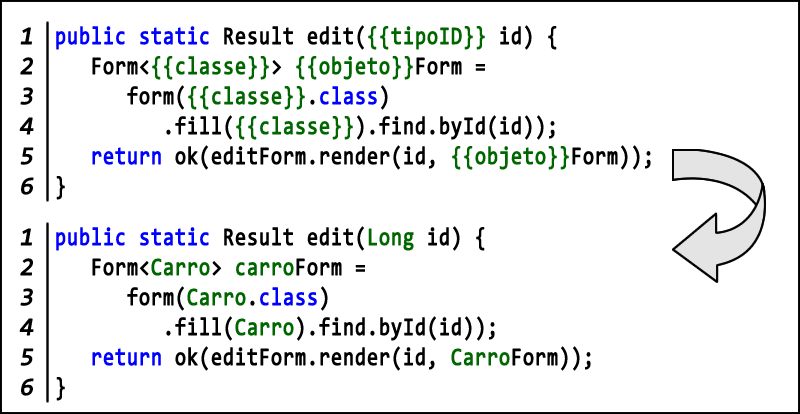 1 public static Result edit({{tipoID}} id) {
2 Form<{{classe}}> {{objeto}}Form =
3 form({{classe}}.class)
4 .fill({{classe}}).find.byId(id));
5 return ok(editForm.render(id, {{objeto}}Form));
6 }
1 public static Result edit(Long id) {
2 Form<Carro> carroForm =
3 form(Carro.class)
4 .fill(Carro).find.byId(id));
5 return ok(editForm.render(id, CarroForm));
6 }